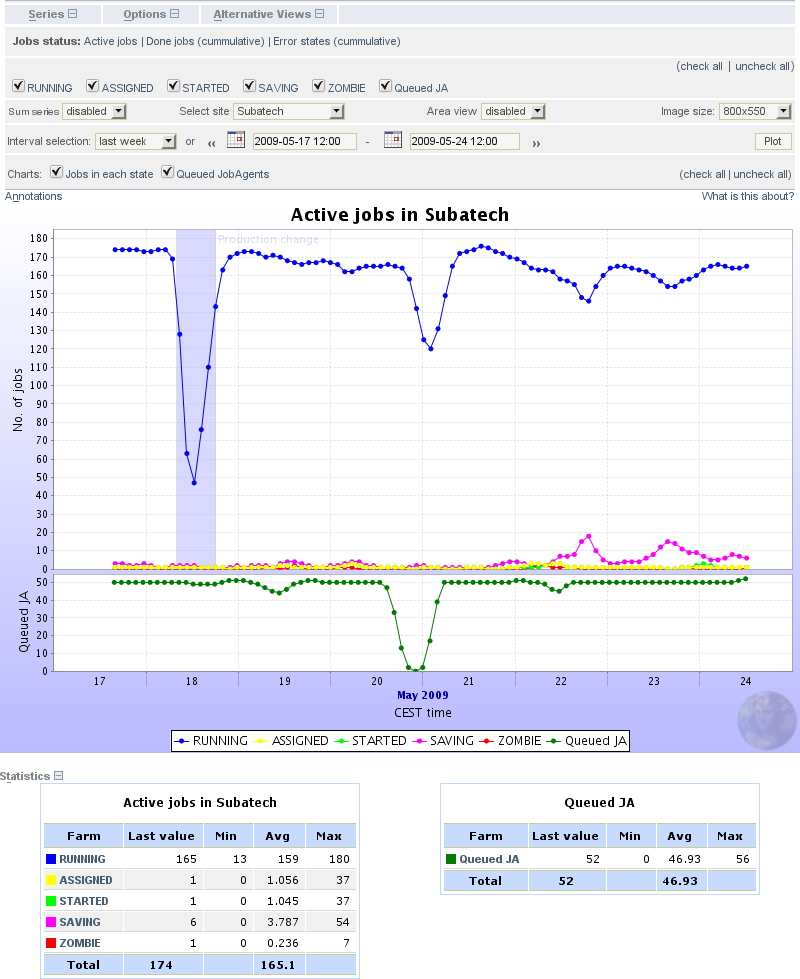 Series Options Alternative Views
Jobs status: Active jobs | Done jobs (cummulative) | Error states (cummulative)
(check all | uncheck all)
RUNNING ASSIGNED STARTED SAVING ZOMBIE Queued JA
Sum series disabled Select site Subatech Area view disabled Image size: 800x550
Interval selection: last week or « 2009-05-17 12:00 - 2009-05-24 12:00 » Plot
Charts: Jobs in each state Queued JobAgents (check all | uncheck all)
Annotations What is this about?
Active jobs in Subatech
Production change
No. of jobs
180
170
160
150
140
130
120
110
100
90
80
70
60
50
40
30
20
10
0
Queued JA
50
40
30
20
10
0
17 18 19 20 21 22 23 24
May 2009
CEST time
RUNNING ASSIGNED STARTED SAVING ZOMBIE Queued JA
Statistics
Active jobs in Subatech
Farm Last value Min Avg Max
RUNNING 165 13 159 180
ASSIGNED 1 0 1.056 37
STARTED 1 0 1.045 37
SAVING 6 0 3.787 54
ZOMBIE 1 0 0.236 7
Total 174 165.1
Queued JA
Farm Last value Min Avg Max
Queued JA 52 0 46.93 56
Total 52 46.93